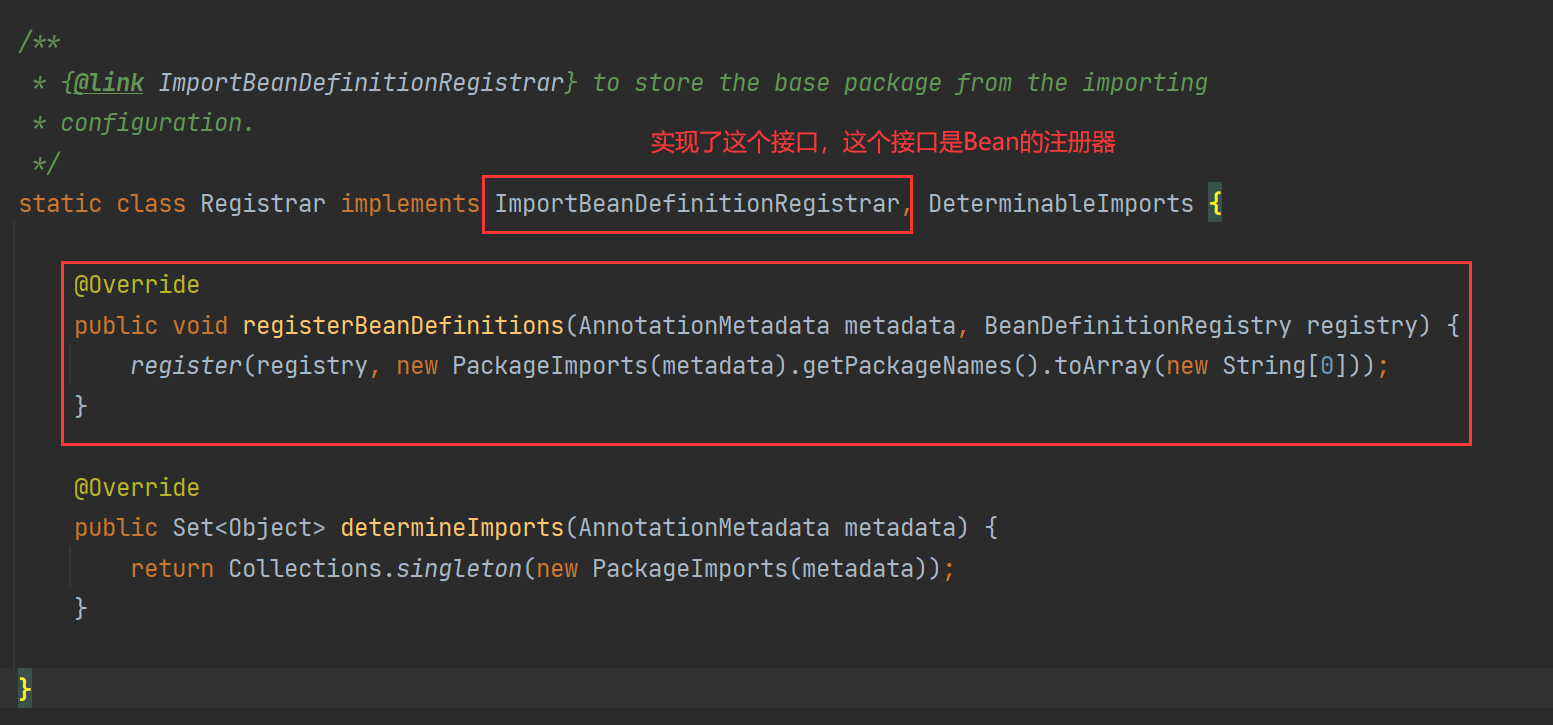 /**
* {@link ImportBeanDefinitionRegistrar} to store the base package from the importing
* configuration.
实现了这个接口，这个接口是Bean的注册器
*/
static class Registrar implements ImportBeanDefinitionRegistrar, DeterminableImports {
@Override
public void registerBeanDefinitions(AnnotationMetadata metadata, BeanDefinitionRegistry registry) {
register(registry, new PackageImports(metadata).getPackageNames().toArray(new String[0]));
}
@Override
public Set<Object> determineImports(AnnotationMetadata metadata) {
return Collections.singleton(new PackageImports(metadata));
}
}